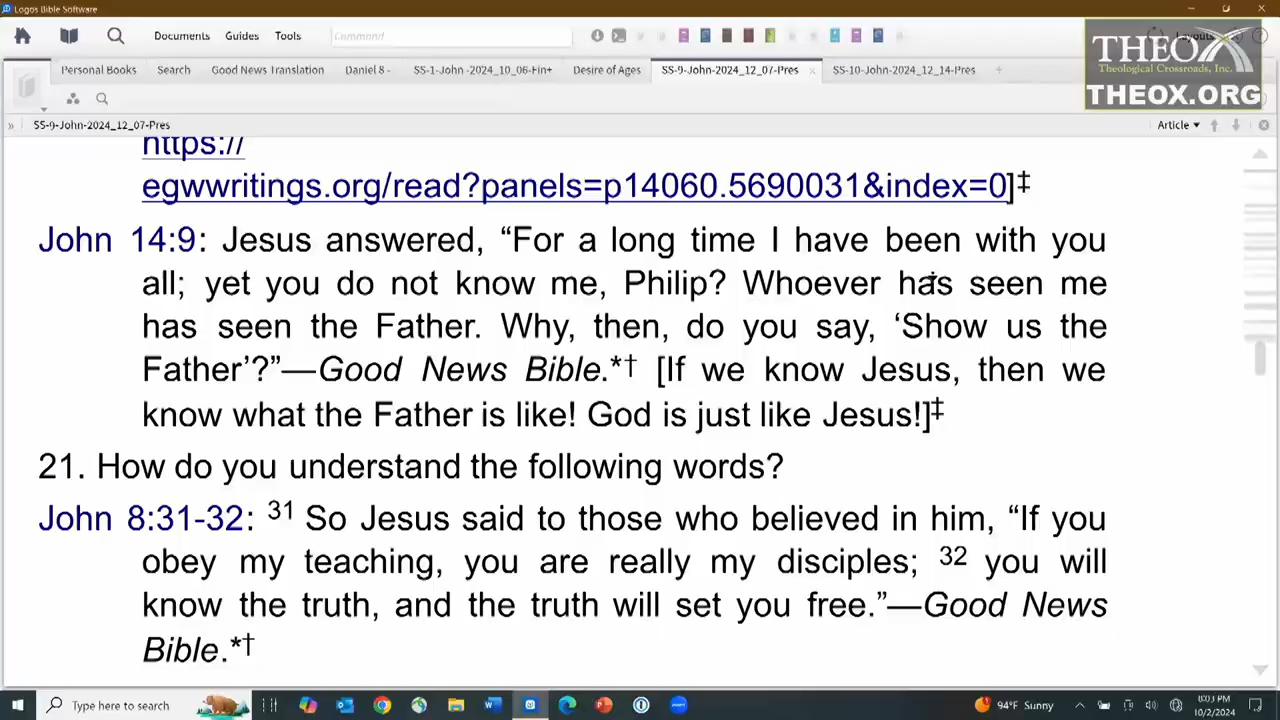 Logos Bible Software
Documents Guides Tools Command Layouts
THEOX
Theological Crossroads, Inc.
THEOX.ORG
Personal Books Search Good News Translation Daniel 8 - Desire of Ages SS-9-John-2024_12_07-Pres SS-10-John-2024_12_14-Pres
SS-9-John-2024_12_07-Pres Article
https://
egwwritings.org/read?panels=p14060.5690031&index=0]‡
John 14:9: Jesus answered, “For a long time I have been with you
all; yet you do not know me, Philip? Whoever has seen me
has seen the Father. Why, then, do you say, ‘Show us the
Father’?”—Good News Bible.*† [If we know Jesus, then we
know what the Father is like! God is just like Jesus!]‡
21. How do you understand the following words?
John 8:31-32: 31 So Jesus said to those who believed in him, “If you
obey my teaching, you are really my disciples; 32 you will
know the truth, and the truth will set you free.”—Good News
Bible.*†
Type here to search 94°F Sunny 8:03 PM
10/2/2024